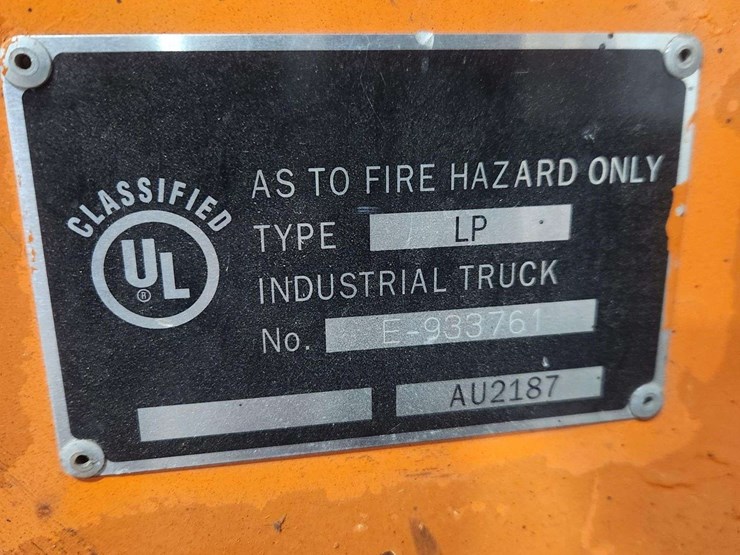 CLASSIFIED
UL
®
AS TO FIRE HAZARD ONLY
TYPE LP
INDUSTRIAL TRUCK
No. E-933761
AU2187